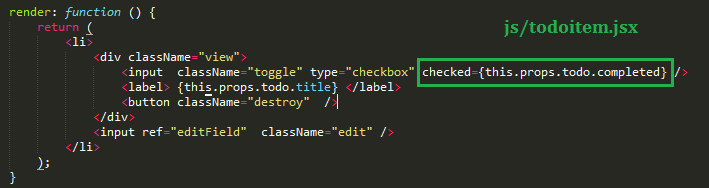 render: function () {
js/todoitem.jsx
return (
<li>
<div className="view">
<input  className="toggle" type="checkbox" checked={this.props.todo.completed} />
<label> {this.props.todo.title} </label>
<button className="destroy"  />
</div>
<input ref="editField"  className="edit" />
</li>
);
}